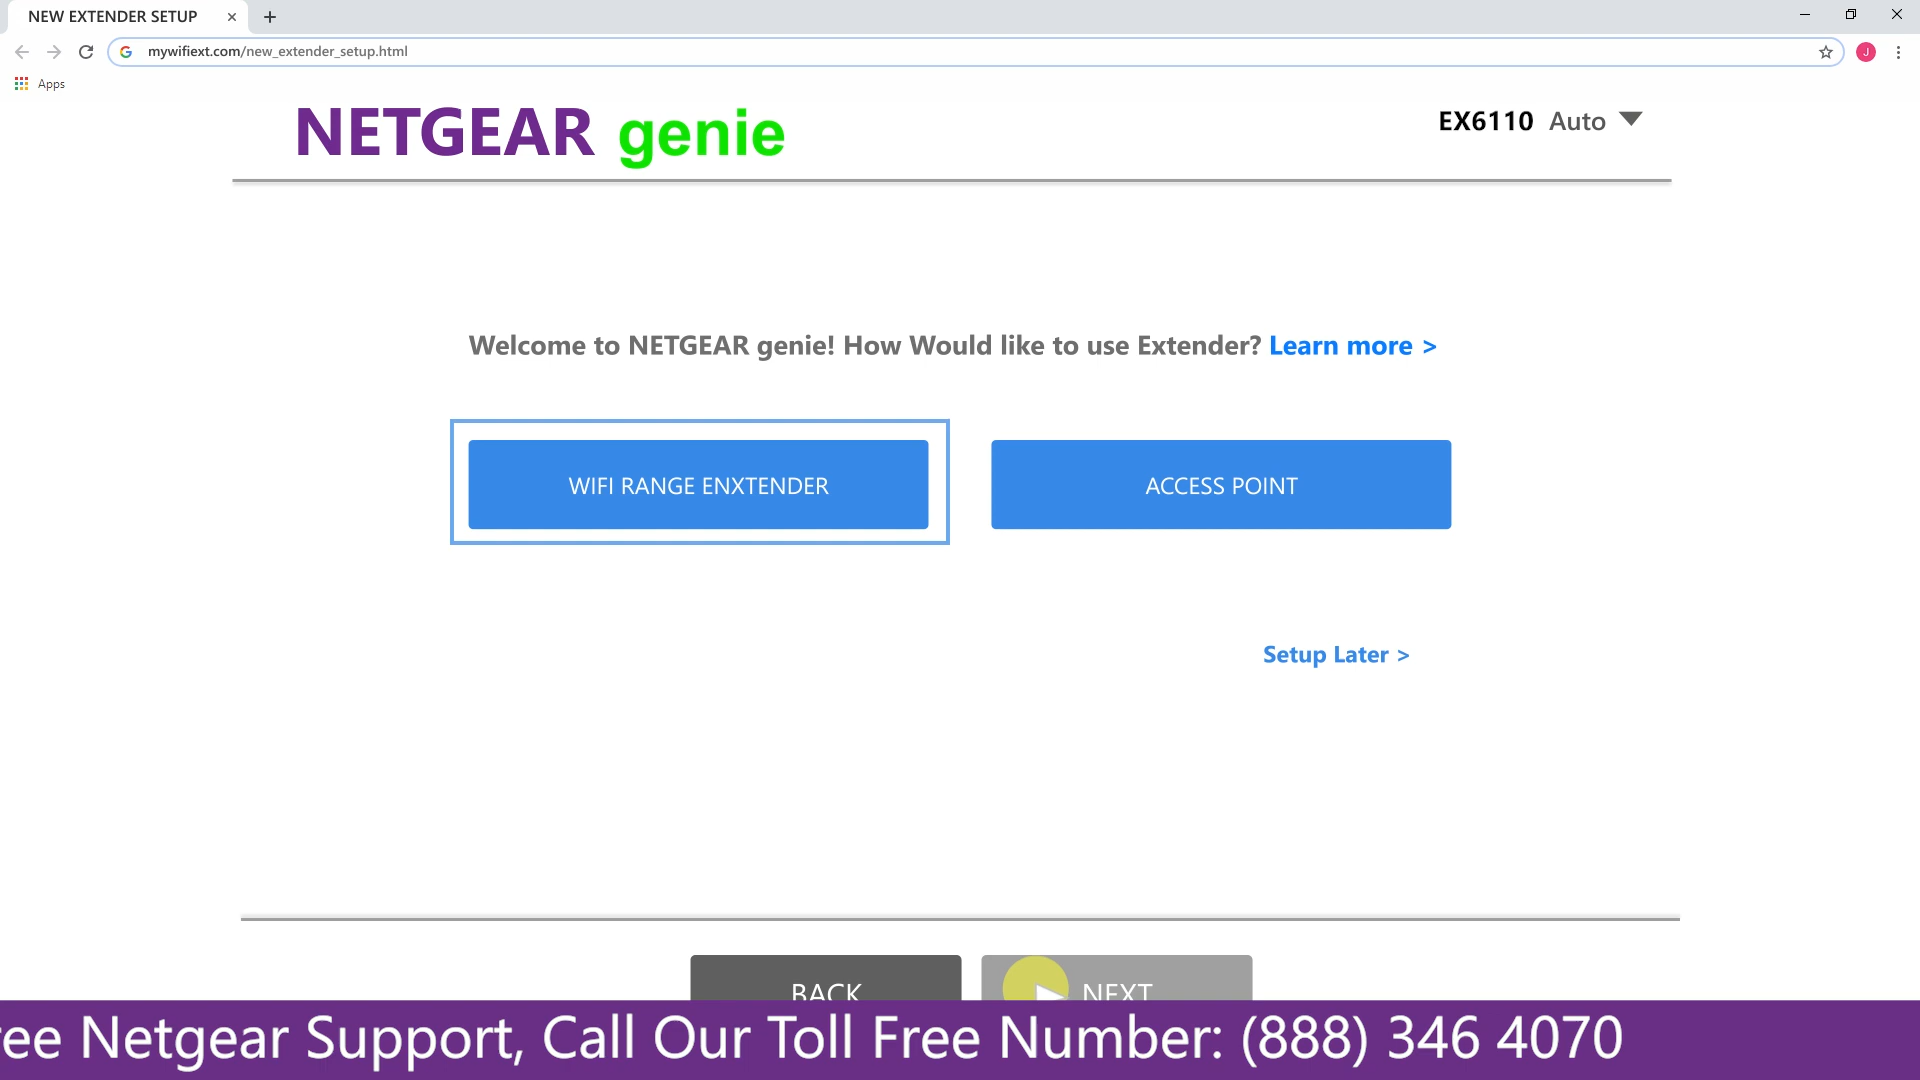 NEW EXTENDER SETUP
mywifiext.com/new_extender_setup.html
J
Apps
NETGEAR genie
EX6110 Auto
Welcome to NETGEAR genie! How Would like to use Extender? Learn more >
WIFI RANGE ENXTENDER
ACCESS POINT
Setup Later >
BACK
NEXT
ee Netgear Support, Call Our Toll Free Number: (888) 346 4070